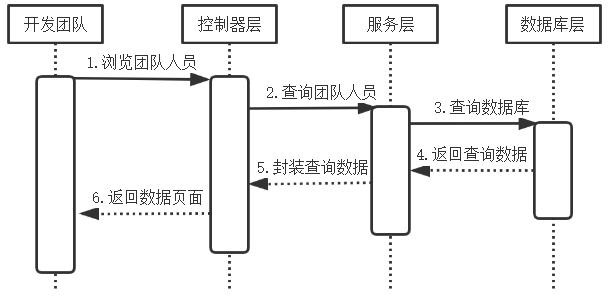 开发团队
控制器层
服务层
数据库层
1.浏览团队人员
2.查询团队人员
3.查询数据库
4.返回查询数据
5.封装查询数据
6.返回数据页面